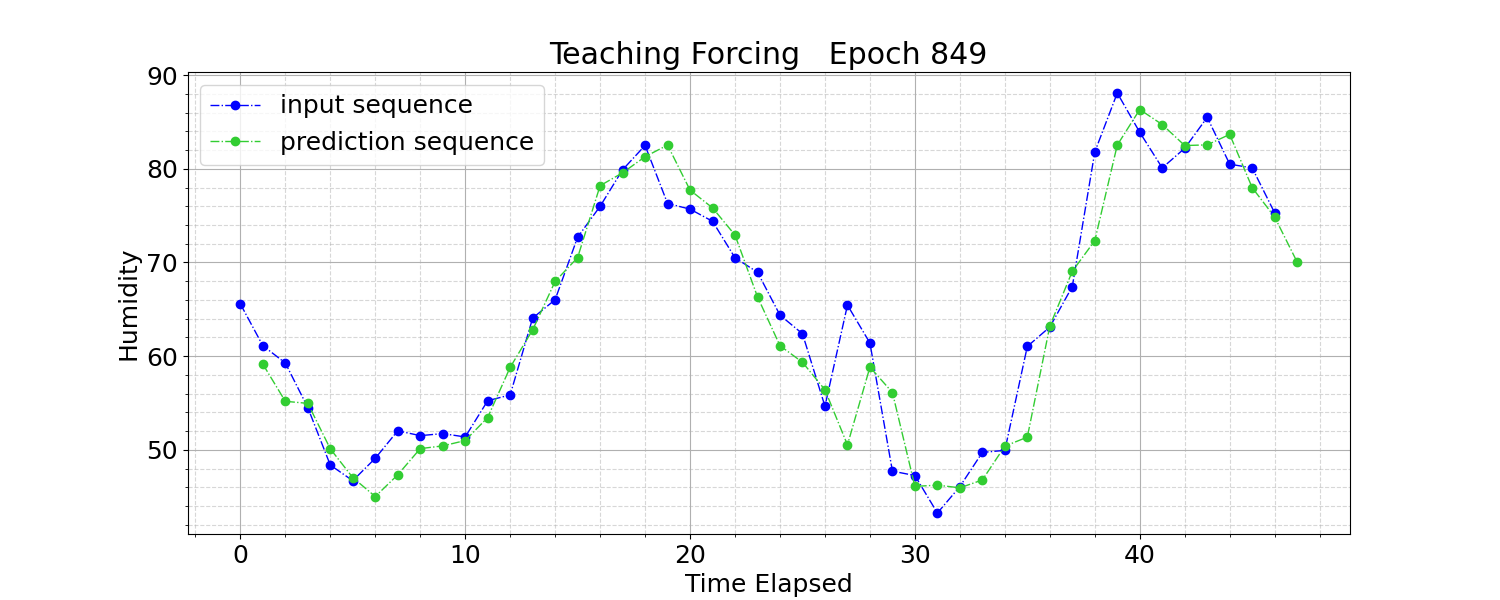 Teaching Forcing   Epoch 849
90
80
70
60
50
Humidity
input sequence
prediction sequence
0 10 20 30 40
Time Elapsed